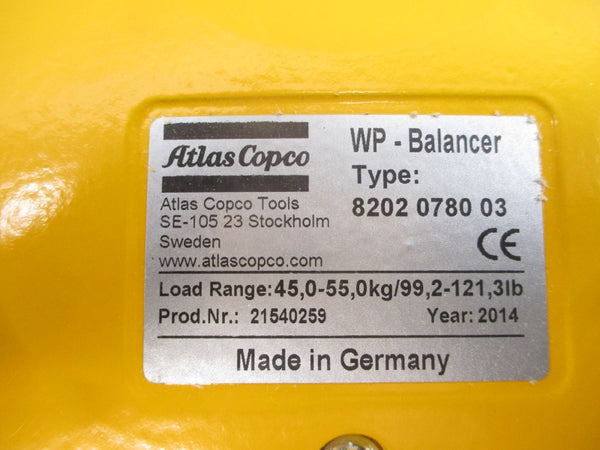 Atlas Copco
Atlas Copco Tools
SE-105 23 Stockholm
Sweden
www.atlascopco.com
WP - Balancer
Type:
8202 0780 03
CE
Load Range: 45,0-55,0kg/99,2-121,3lb
Prod.Nr.: 21540259 Year: 2014
Made in Germany